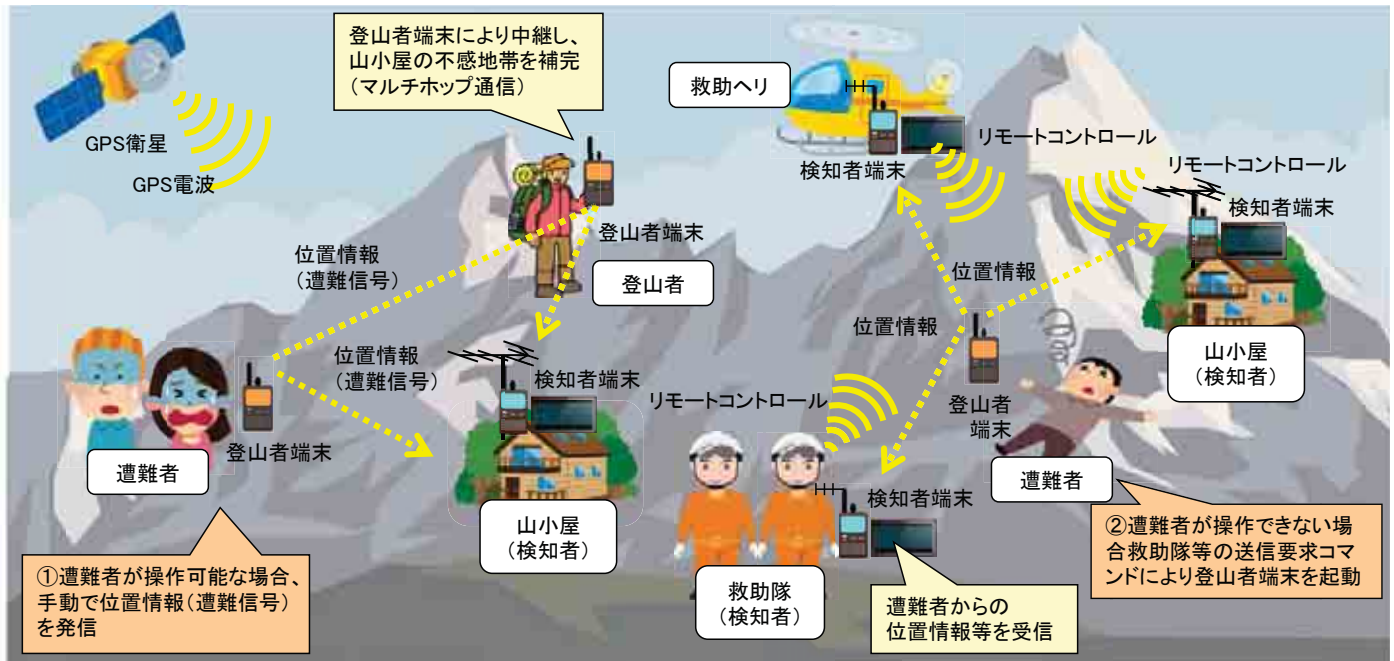 登山者端末により中継し、
山小屋の不感地帯を補完
（マルチホップ通信）
救助ヘリ
GPS衛星
GPS電波
検知者端末
リモートコントロール
リモートコントロール
検知者端末
位置情報
（遭難信号）
登山者端末
登山者
位置情報
位置情報
位置情報
（遭難信号）
検知者端末
山小屋
（検知者）
リモートコントロール
登山者
端末
登山者端末
遭難者
山小屋
（検知者）
検知者端末
遭難者
①遭難者が操作可能な場合、
手動で位置情報（遭難信号）
を発信
救助隊
（検知者）
遭難者からの
位置情報等を受信
②遭難者が操作できない場
合救助隊等の送信要求コマ
ンドにより登山者端末を起動